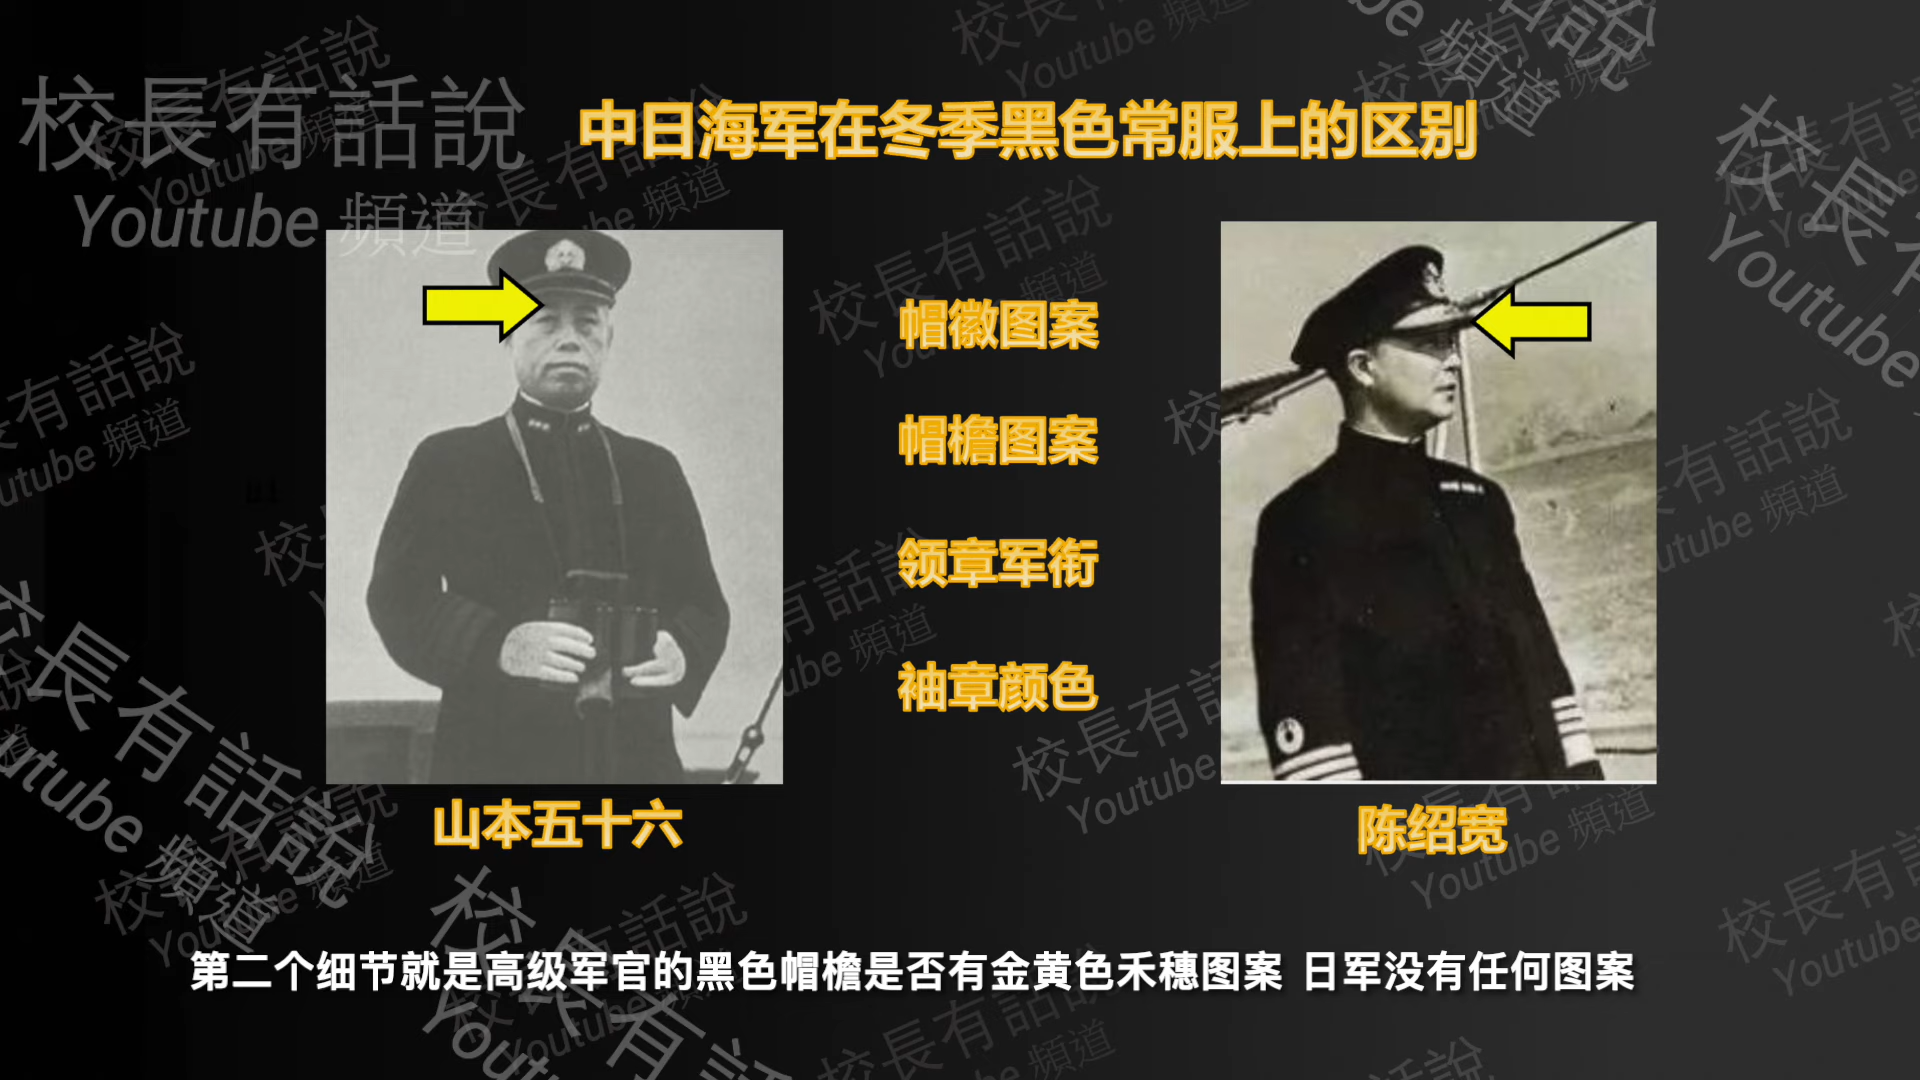 校長有話說
Youtube 頻道
中日海军在冬季黑色常服上的区别
帽徽图案
帽檐图案
领章军衔
袖章颜色
山本五十六
陈绍宽
第二个细节就是高级军官的黑色帽檐是否有金黄色禾穗图案 日军没有任何图案